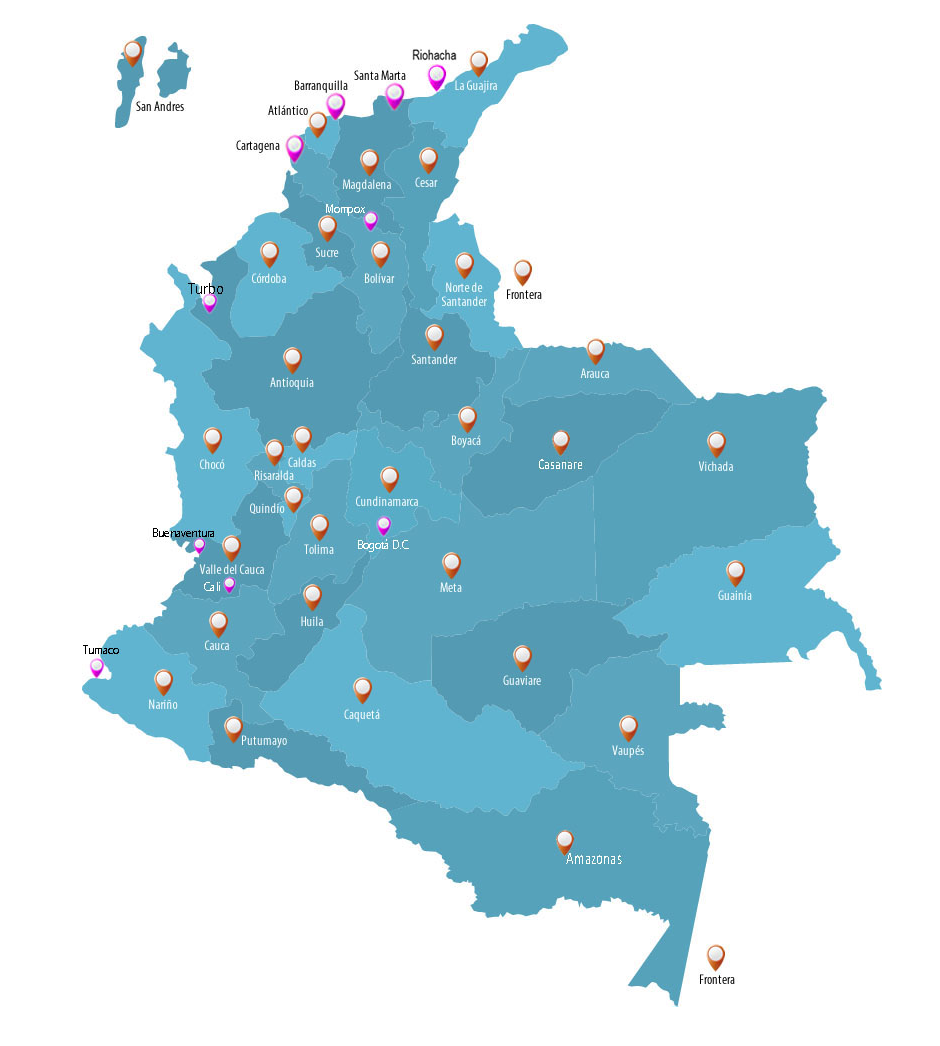 Riohacha
Santa Marta
La Guajira
Barranquilla
San Andres
Atlántico
Cartagena
Magdalena
Cesar
Mompox
Sucre
Córdoba
Bolívar
Turbo
Norte de
Santander
Frontera
Santander
Arauca
Antioquia
Boyacá
Chocó
Caldas
Risaralda
Casanare
Vichada
Cundinamarca
Quindío
Buenaventura
Tolima
Bogotá D.C.
Valle del Cauca
Cali
Meta
Guainía
Huila
Cauca
Tumaco
Guaviare
Nariño
Caquetá
Putumayo
Vaupés
Amazonas
Frontera